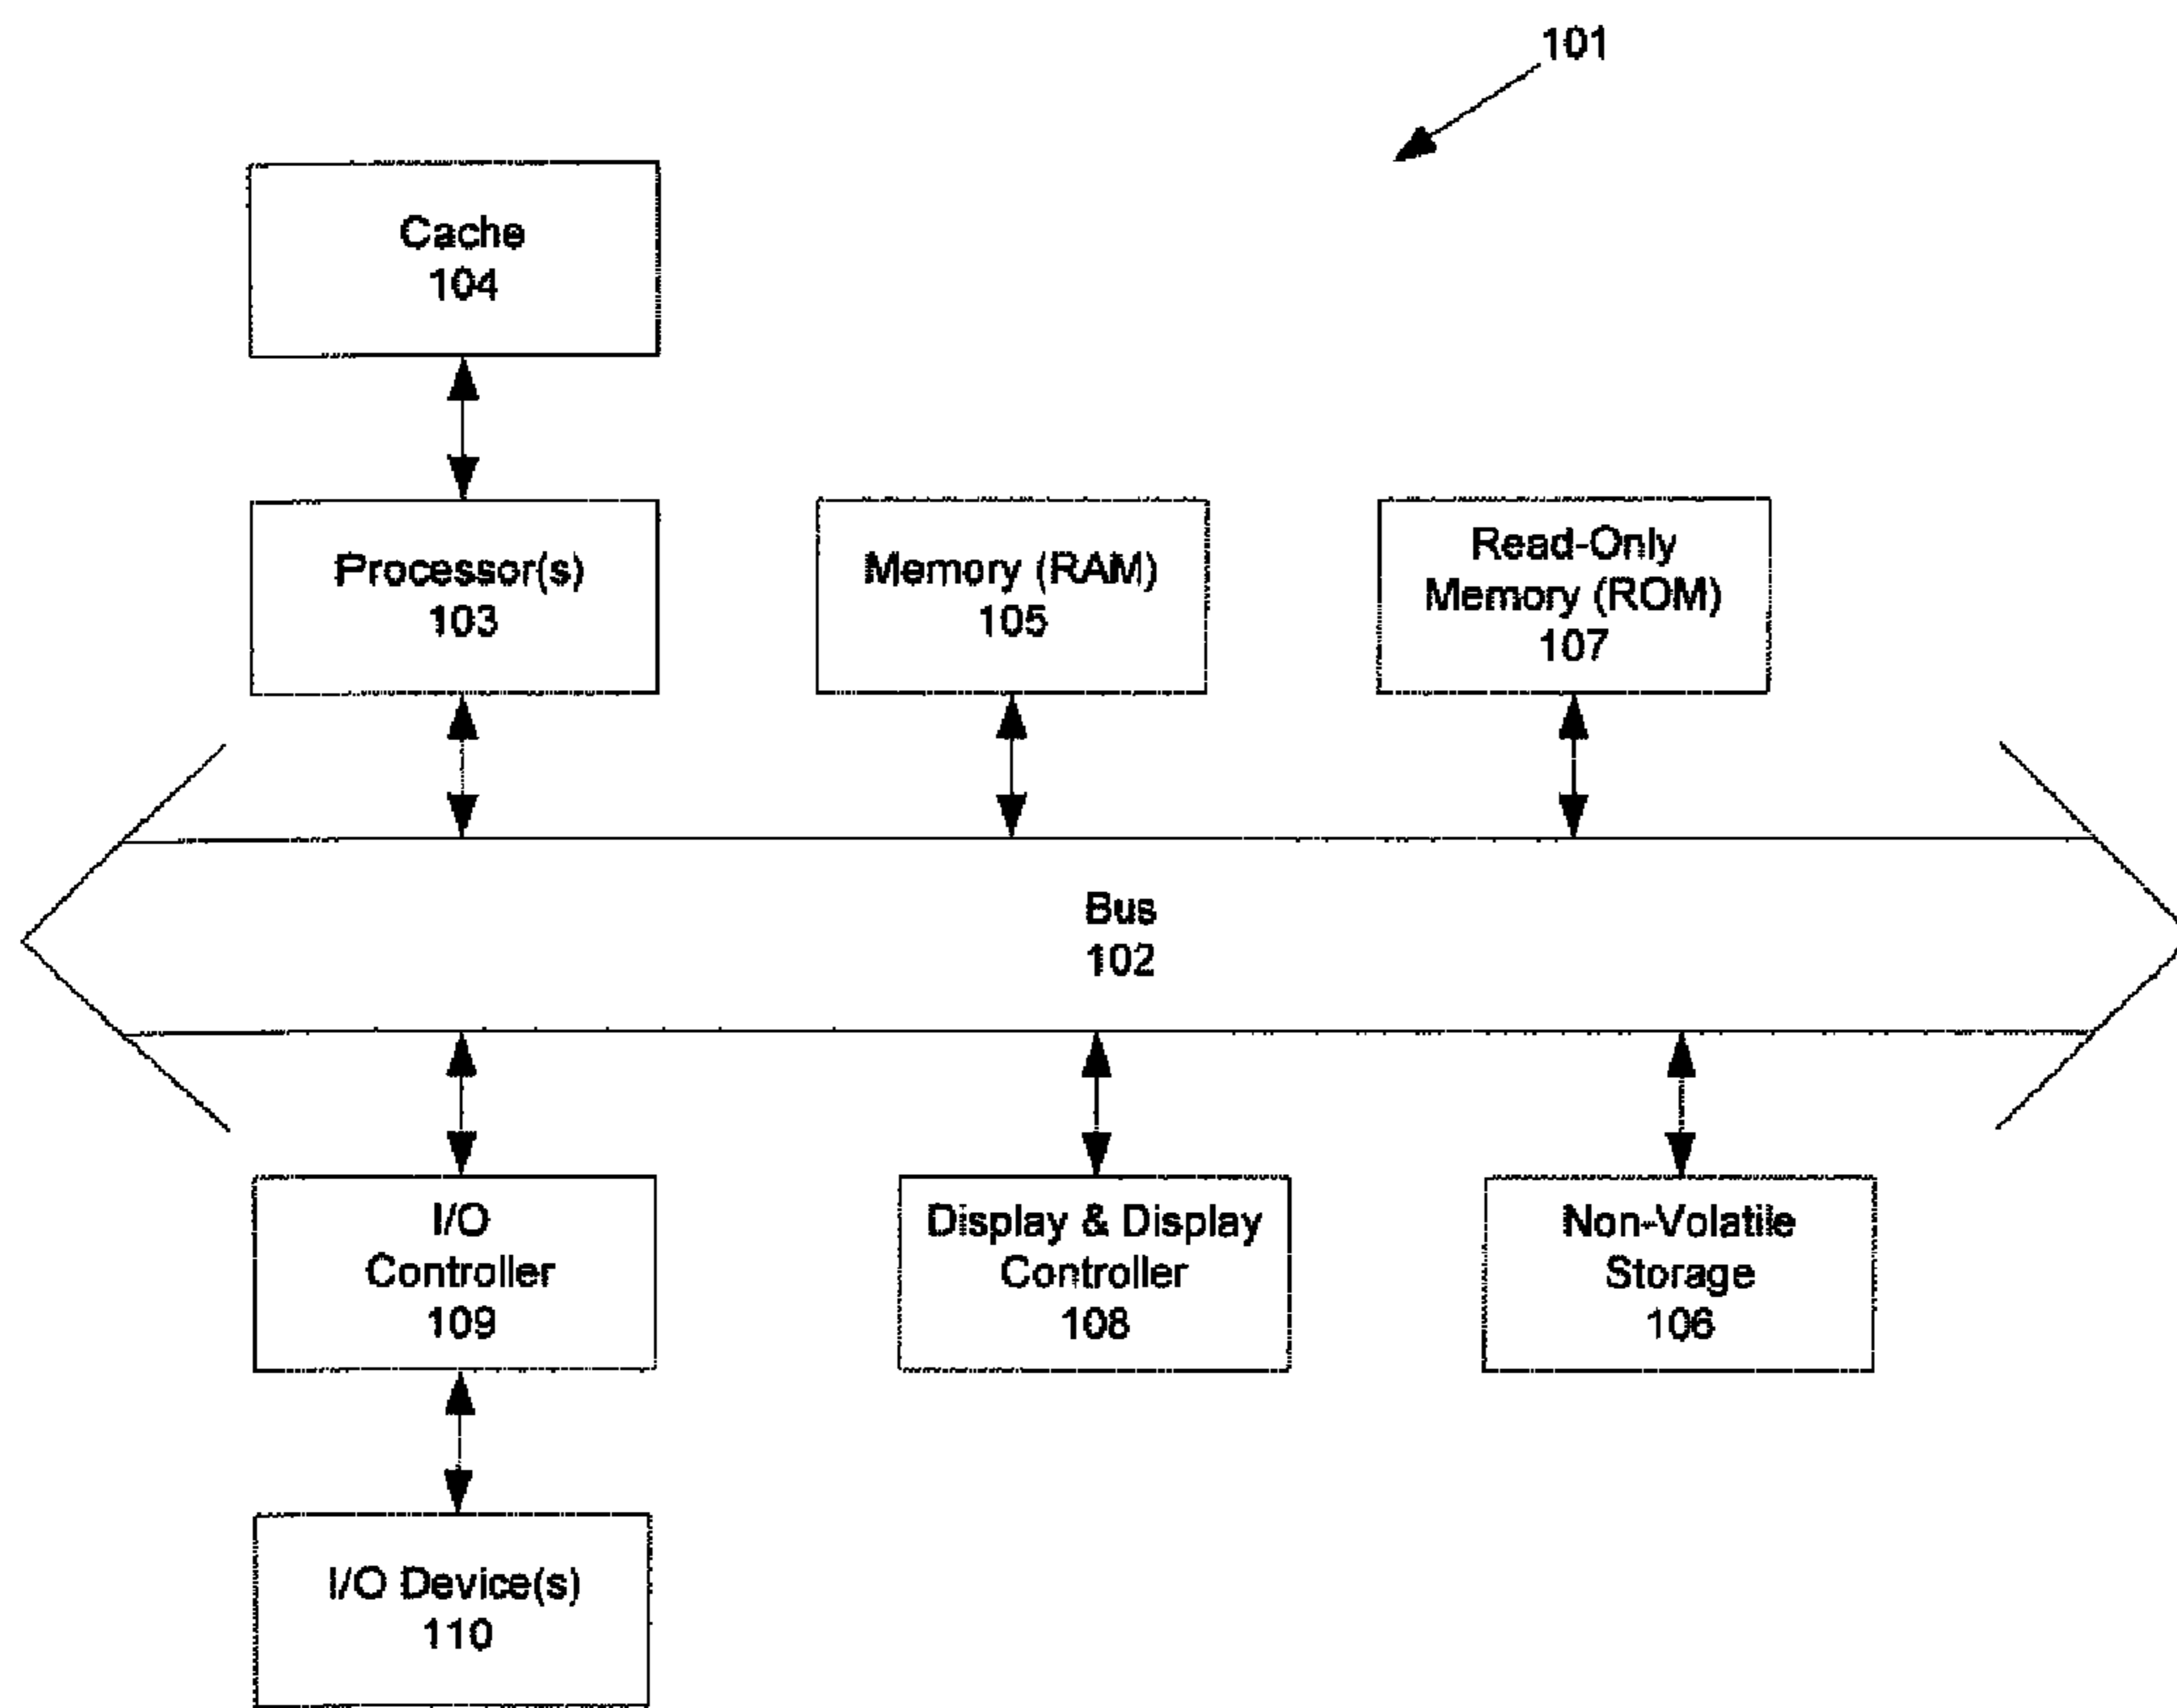 101
Cache
104
Processor(s)
103
Memory (RAM)
105
Read-Only
Memory (ROM)
107
Bus
102
I/O
Controller
109
Display & Display
Controller
108
Non-Volatile
Storage
106
I/O Device(s)
110